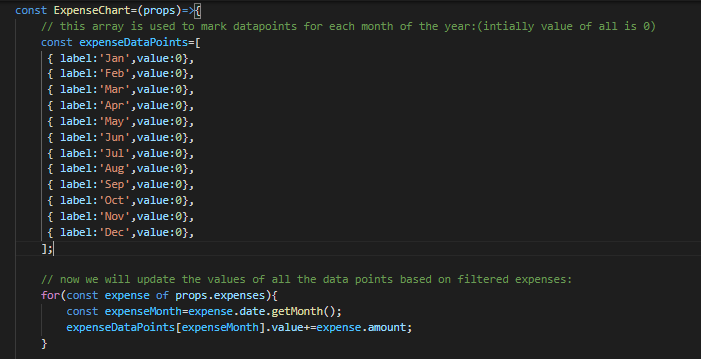 const ExpenseChart=(props)=>{
// this array is used to mark datapoints for each month of the year:(intially value of all is 0)
const expenseDataPoints=[
{ label:'Jan',value:0},
{ label:'Feb',value:0},
{ label:'Mar',value:0},
{ label:'Apr',value:0},
{ label:'May',value:0},
{ label:'Jun',value:0},
{ label:'Jul',value:0},
{ label:'Aug',value:0},
{ label:'Sep',value:0},
{ label:'Oct',value:0},
{ label:'Nov',value:0},
{ label:'Dec',value:0},
];
// now we will update the values of all the data points based on filtered expenses:
for(const expense of props.expenses){
const expenseMonth=expense.date.getMonth();
expenseDataPoints[expenseMonth].value+=expense.amount;
}